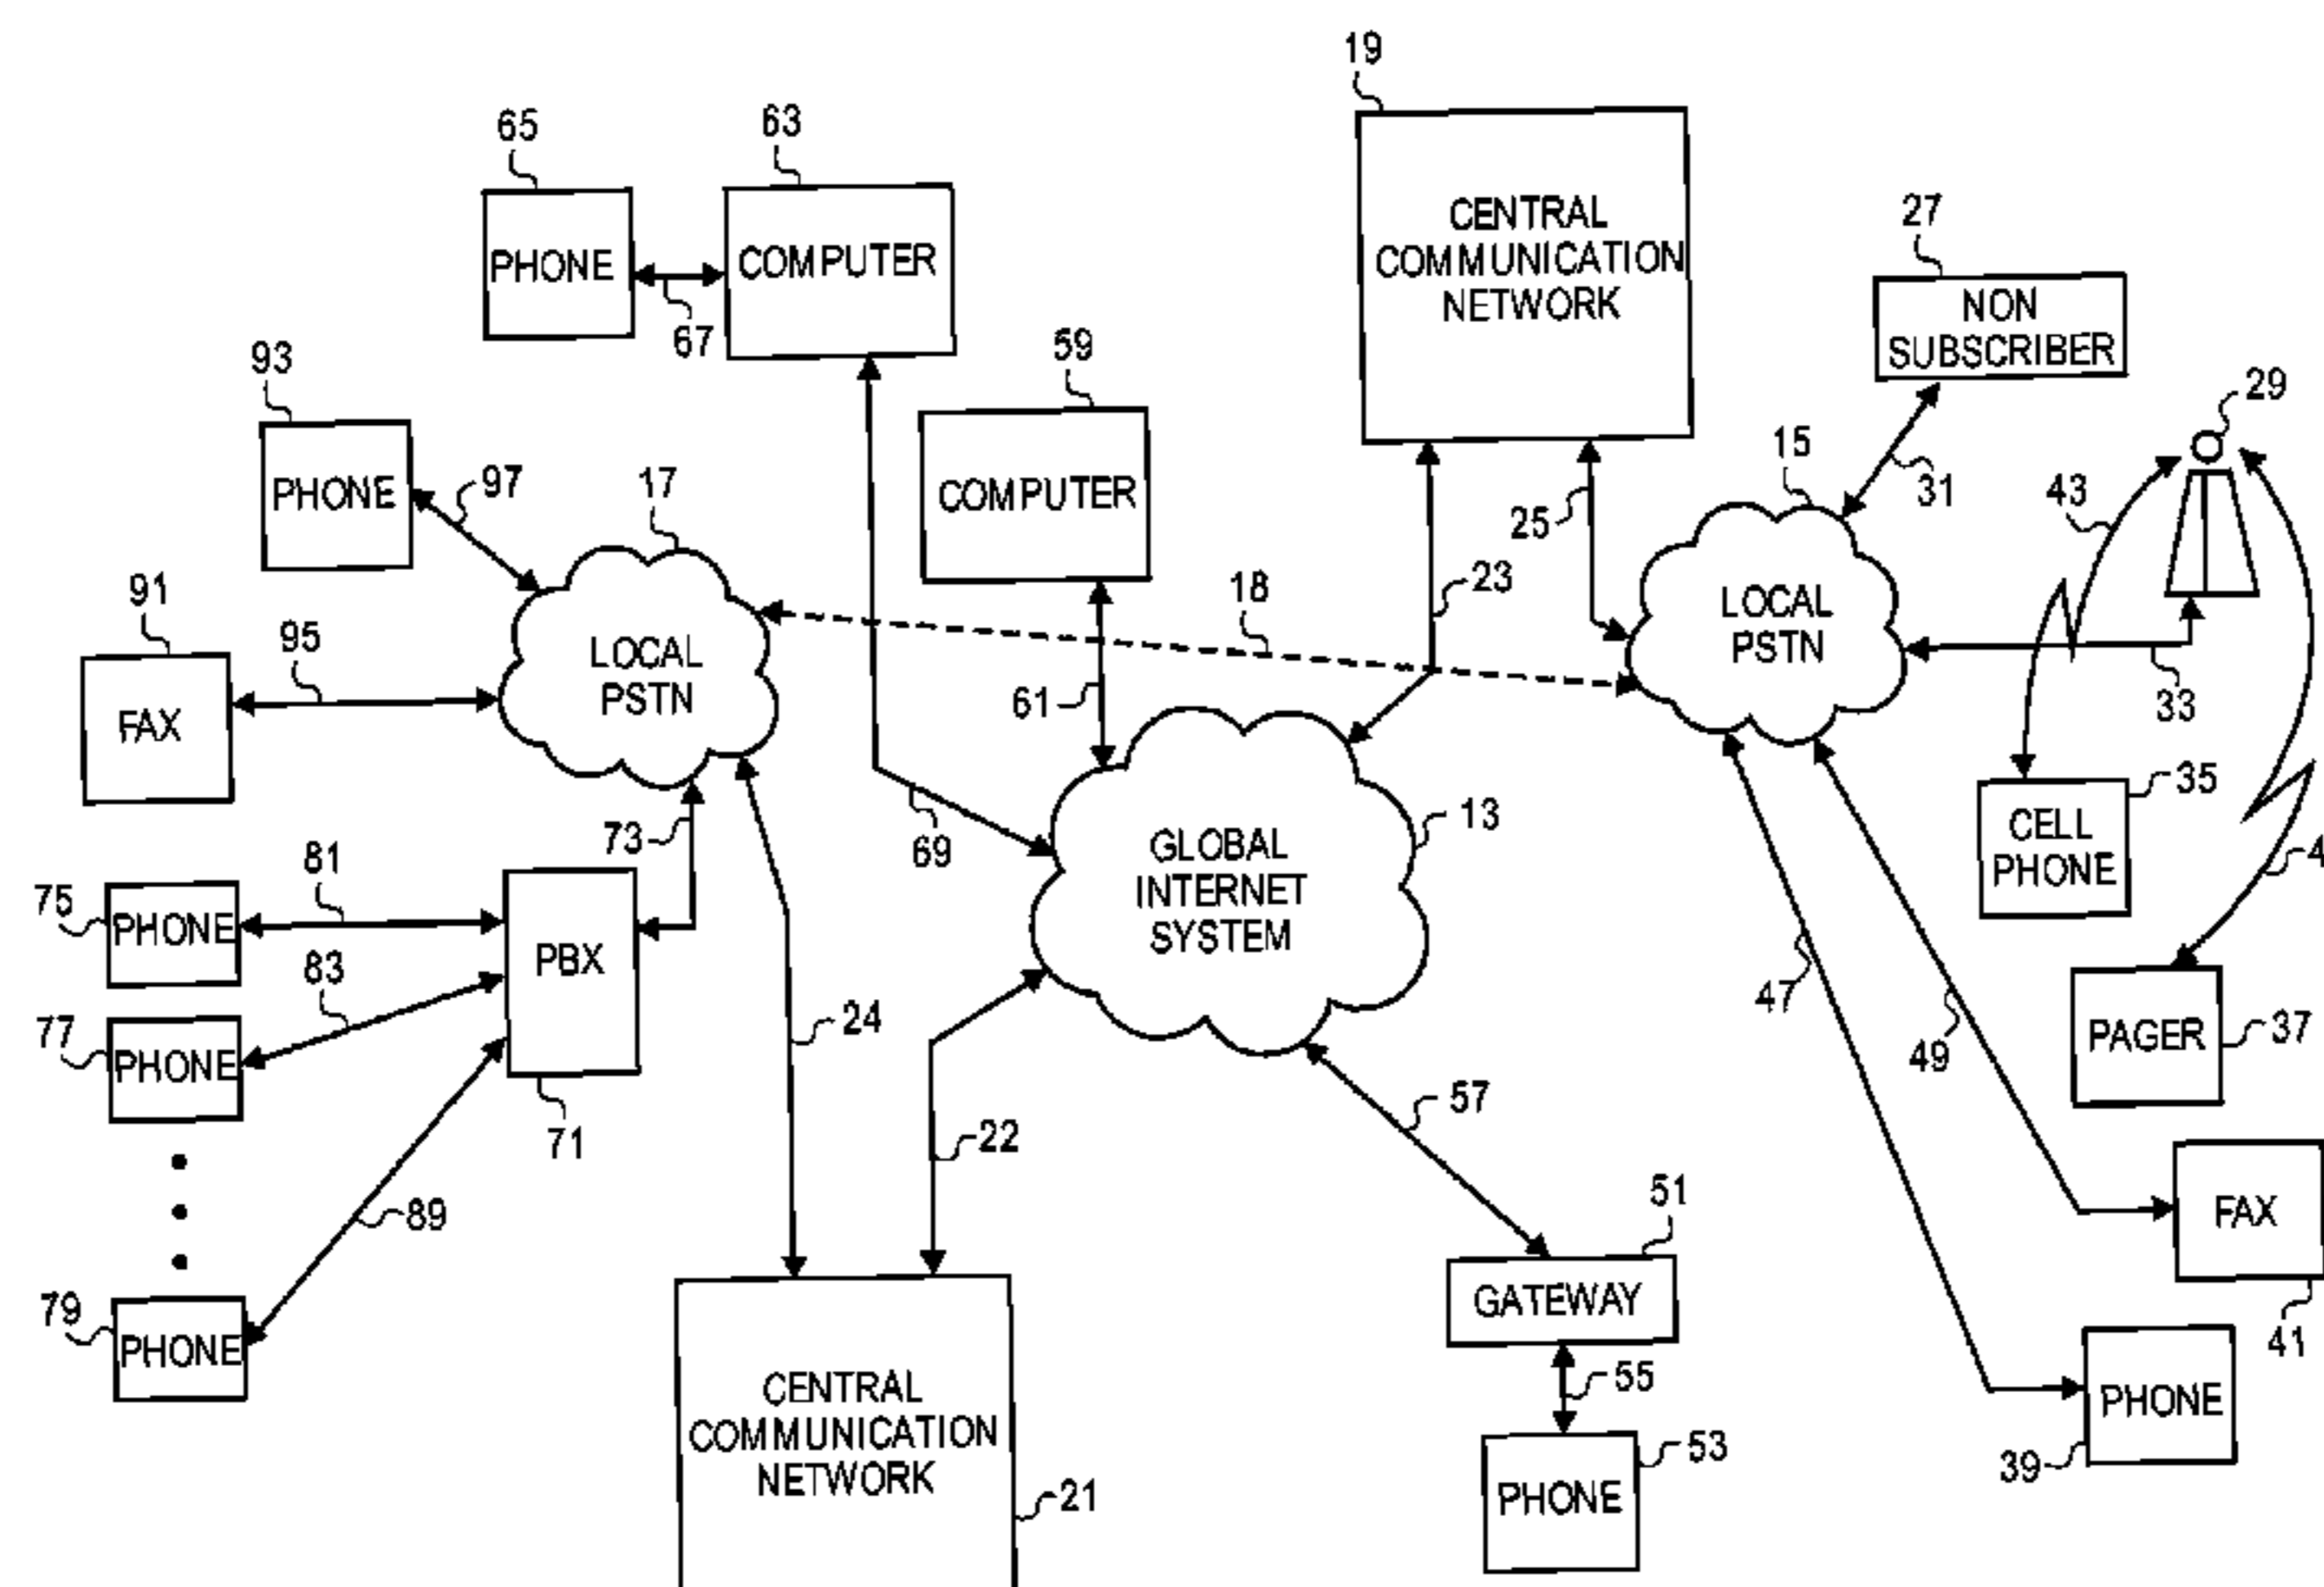 19
65
63
CENTRAL
COMMUNICATION
NETWORK
27
PHONE
COMPUTER
NON
SUBSCRIBER
67
93
59
29
15
31
43
PHONE
97
17
COMPUTER
25
23
18
91
95
LOCAL
PSTN
LOCAL
PSTN
61
33
FAX
73
69
13
35
81
GLOBAL
INTERNET
SYSTEM
CELL
PHONE
75
PHONE
PBX
83
47
24
77
PHONE
49
PAGER
37
57
71
22
89
51
FAX
79
PHONE
GATEWAY
41
55
CENTRAL
COMMUNICATION
NETWORK
PHONE
39
53
PHONE
21